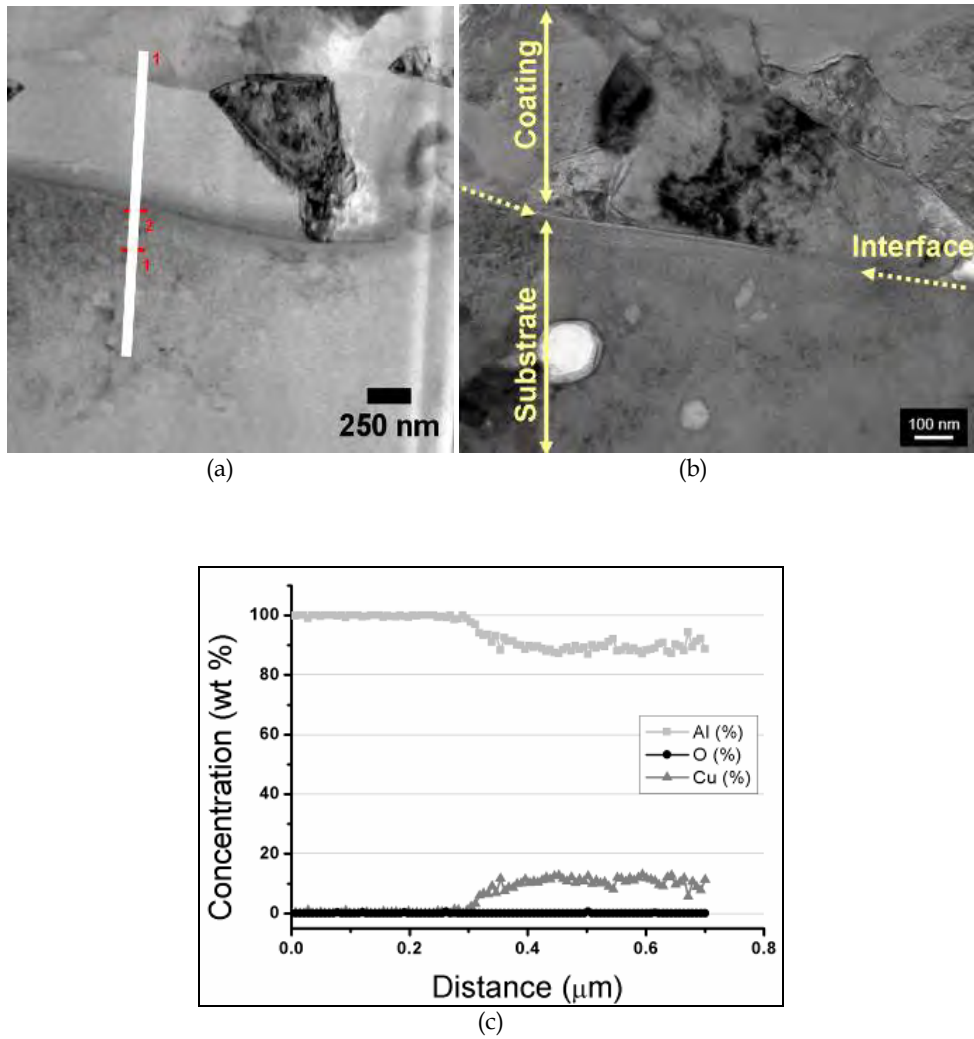 1
2
1
250 nm
(a)
Coating
Interface
Substrate
100 nm
(b)
Concentration (wt %)
100
80
60
40
20
0
Al (%)
O (%)
Cu (%)
0.0 0.2 0.4 0.6 0.8
Distance (μm)
(c)